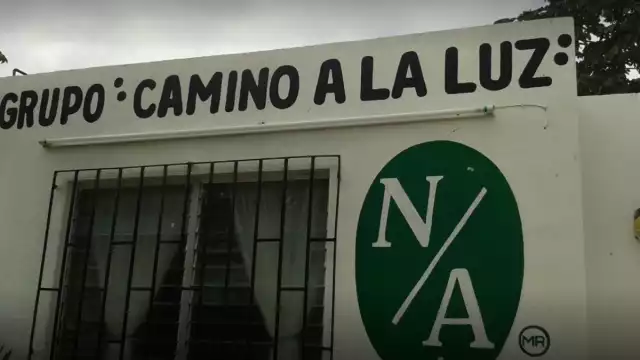 GRUPO : CAMINO A LA LUZ :
N/A
MR